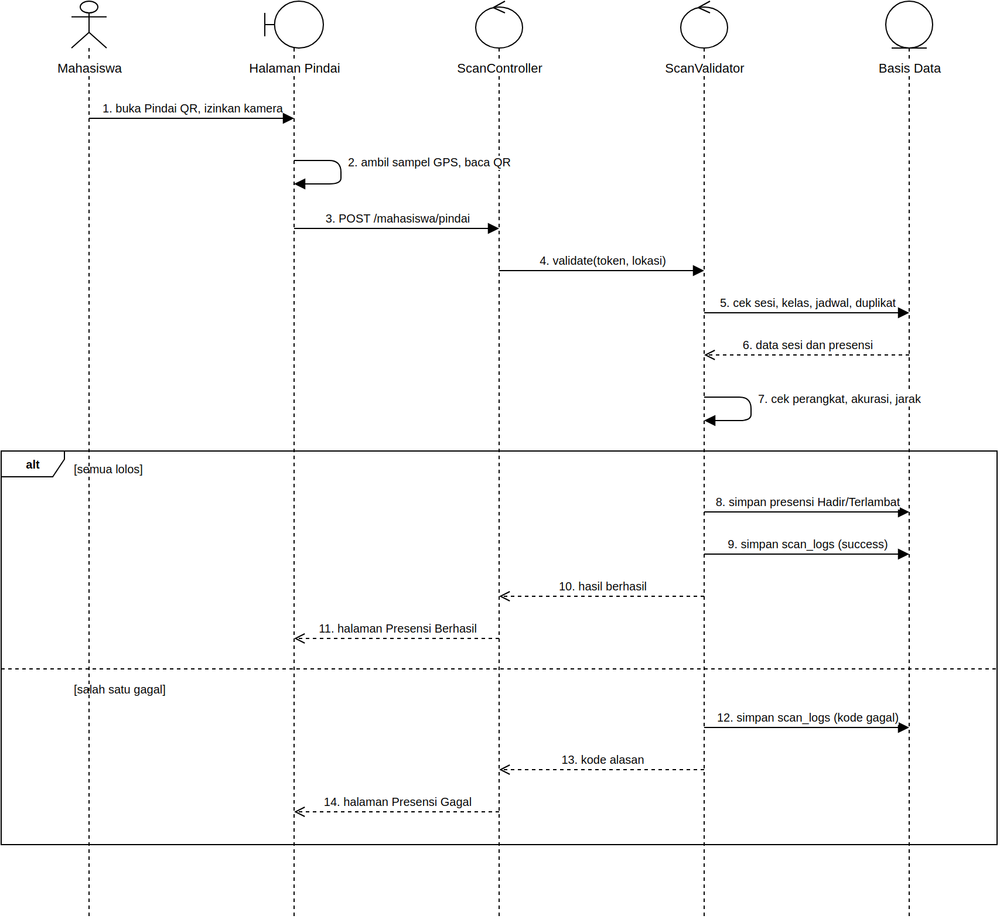 Mahasiswa
Halaman Pindai
ScanController
ScanValidator
Basis Data
1. buka Pindai QR, izinkan kamera
2. ambil sampel GPS, baca QR
3. POST /mahasiswa/pindai
4. validate(token, lokasi)
5. cek sesi, kelas, jadwal, duplikat
6. data sesi dan presensi
7. cek perangkat, akurasi, jarak
alt
[semua lolos]
8. simpan presensi Hadir/Terlambat
9. simpan scan_logs (success)
10. hasil berhasil
11. halaman Presensi Berhasil
[salah satu gagal]
12. simpan scan_logs (kode gagal)
13. kode alasan
14. halaman Presensi Gagal